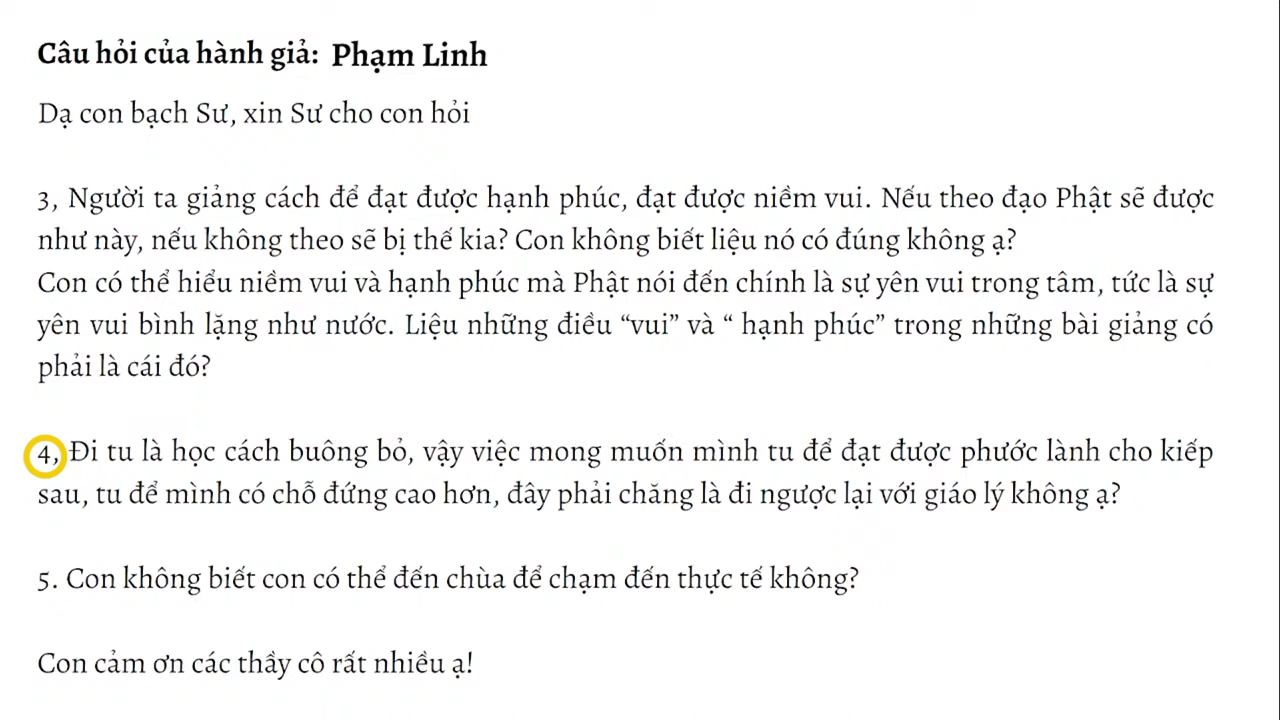 Câu hỏi của hành giả: Phạm Linh
Dạ con bạch Sư, xin Sư cho con hỏi
3, Người ta giảng cách để đạt được hạnh phúc, đạt được niềm vui. Nếu theo đạo Phật sẽ được
như này, nếu không theo sẽ bị thế kia? Con không biết liệu nó có đúng không ạ?
Con có thể hiểu niềm vui và hạnh phúc mà Phật nói đến chính là sự yên vui trong tâm, tức là sự
yên vui bình lặng như nước. Liệu những điều “vui” và “ hạnh phúc” trong những bài giảng có
phải là cái đó?
4, Đi tu là học cách buông bỏ, vậy việc mong muốn mình tu để đạt được phước lành cho kiếp
sau, tu để mình có chỗ đứng cao hơn, đây phải chăng là đi ngược lại với giáo lý không ạ?
5. Con không biết con có thể đến chùa để chạm đến thực tế không?
Con cảm ơn các thầy cô rất nhiều ạ!